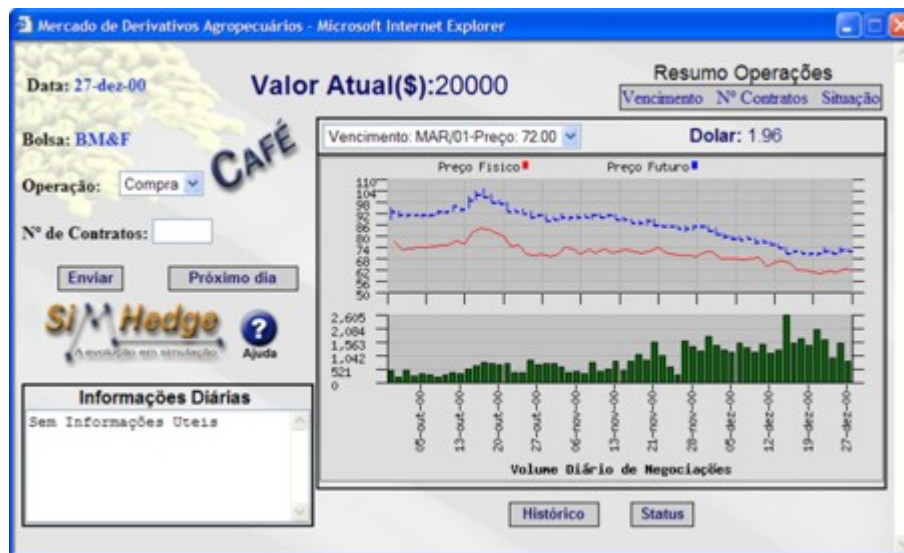 Mercado de Derivativos Agropecuários - Microsoft Internet Explorer
Data: 27-dez-00
Valor Atual($):20000
Resumo Operações
Vencimento Nº Contratos Situação
Bolsa: BM&F
CAFÉ
Vencimento: MAR/01-Preço: 72.00
Dolar: 1.96
Operação: Compra
Nº de Contratos:
Enviar
Próximo dia
SimHedge
A evolução em simulação
?
Ajuda
Preço Físico
Preço Futuro
110
104
98
92
86
80
74
68
62
56
50
2,605
2,084
1,563
1,042
521
0
05-out-00
13-out-00
20-out-00
27-out-00
06-nov-00
13-nov-00
21-nov-00
28-nov-00
05-dez-00
12-dez-00
19-dez-00
27-dez-00
Volume Diário de Negociações
Informações Diárias
Sem Informações Uteis
Histórico
Status